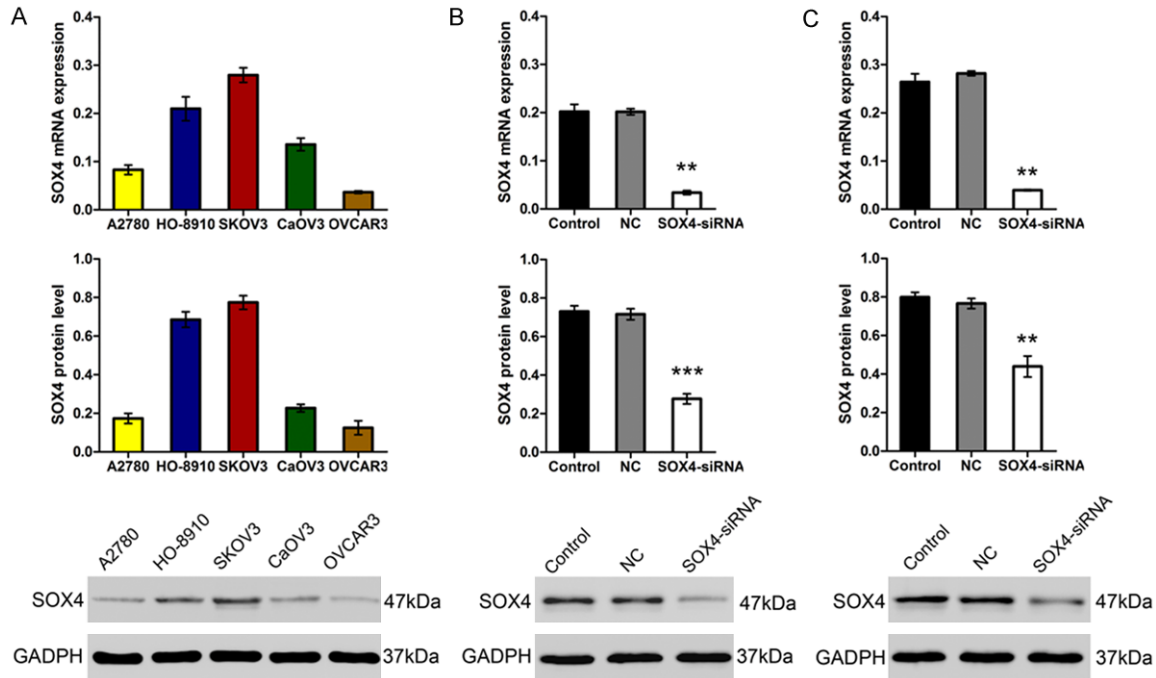 A
SOX4 mRNA expression
0.4
0.3
0.2
0.1
0.0
A2780 HO-8910 SKOV3 CaOV3 OVCAR3
SOX4 protein level
1.0
0.8
0.6
0.4
0.2
0.0
A2780 HO-8910 SKOV3 CaOV3 OVCAR3
A2780 HO-8910 SKOV3 CaOV3 OVCAR3
SOX4 47kDa
GADPH 37kDa
B
SOX4 mRNA expression
0.4
0.3
0.2
0.1
0.0
**
Control NC SOX4-siRNA
SOX4 protein level
1.0
0.8
0.6
0.4
0.2
0.0
***
Control NC SOX4-siRNA
Control NC SOX4-siRNA
SOX4 47kDa
GADPH 37kDa
C
SOX4 mRNA expression
0.4
0.3
0.2
0.1
0.0
**
Control NC SOX4-siRNA
SOX4 protein level
1.0
0.8
0.6
0.4
0.2
0.0
**
Control NC SOX4-siRNA
Control NC SOX4-siRNA
SOX4 47kDa
GADPH 37kDa